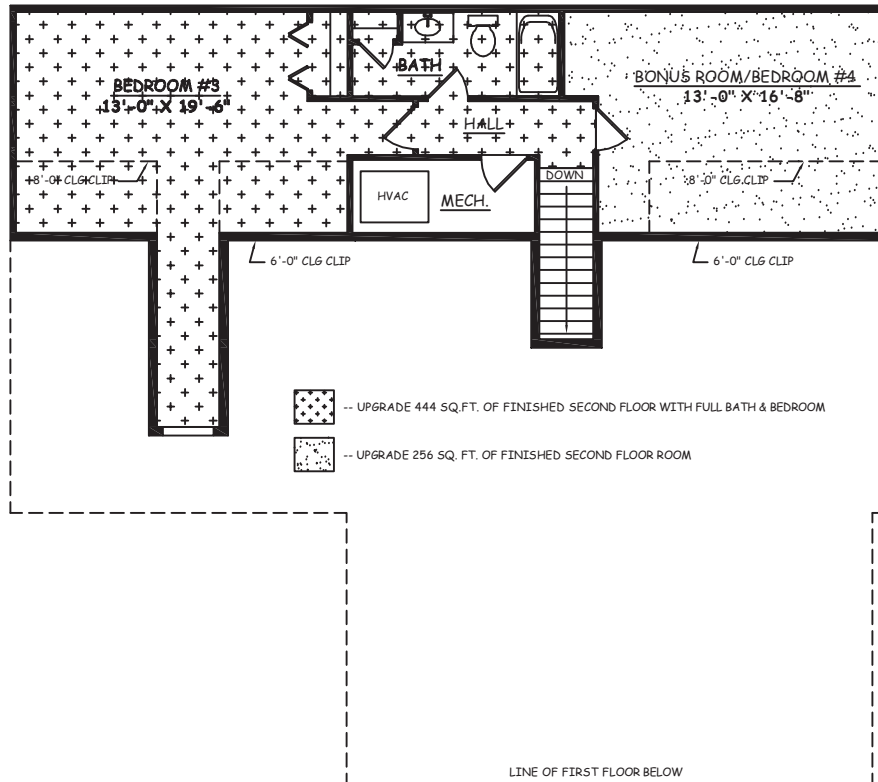 BATH
BEDROOM #3
13'-0" X 19'-6"
BONUS ROOM/BEDROOM #4
13'-0" X 16'-8"
HALL
8'-0" CLG CLIP
HVAC
MECH.
DOWN
8'-0" CLG CLIP
6'-0" CLG CLIP
6'-0" CLG CLIP
-- UPGRADE 444 SQ.FT. OF FINISHED SECOND FLOOR WITH FULL BATH & BEDROOM
-- UPGRADE 256 SQ. FT. OF FINISHED SECOND FLOOR ROOM
LINE OF FIRST FLOOR BELOW